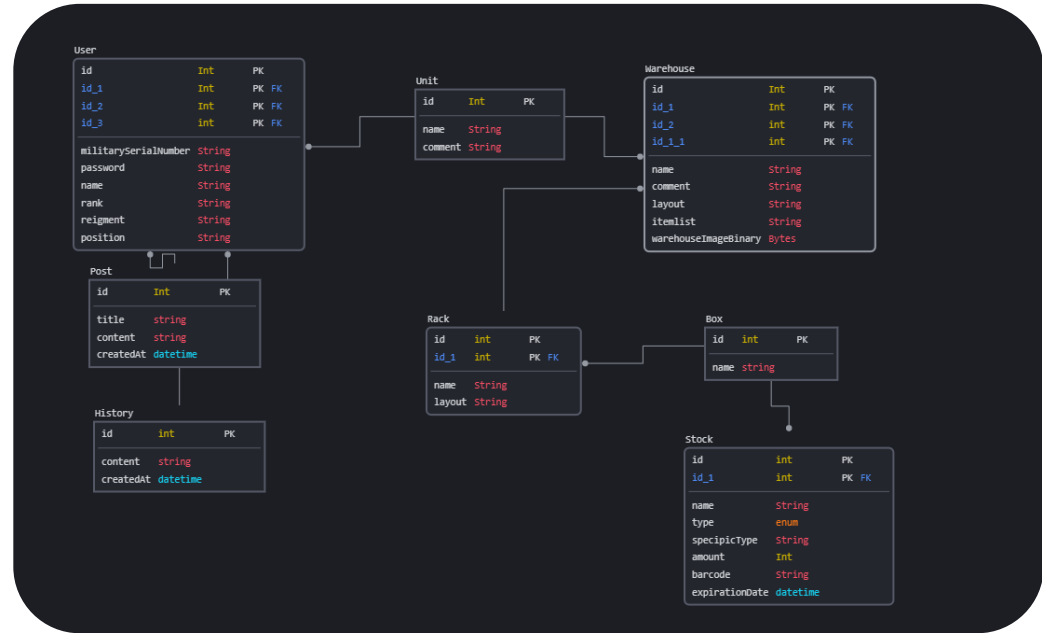 User
id Int PK
id_1 Int PK FK
id_2 Int PK FK
id_3 int PK FK
militarySerialNumber String
password String
name String
rank String
reigment String
position String
Unit
id Int PK
name String
comment String
Warehouse
id Int PK
id_1 Int PK FK
id_2 int PK FK
id_1_1 int PK FK
name String
comment String
layout String
itemlist String
warehouseImageBinary Bytes
Post
id Int PK
title string
content string
createdAt datetime
History
id int PK
content string
createdAt datetime
Rack
id int PK
id_1 int PK FK
name String
layout String
Box
id int PK
name string
Stock
id int PK
id_1 int PK FK
name String
type enum
specipicType String
amount Int
barcode String
expirationDate datetime